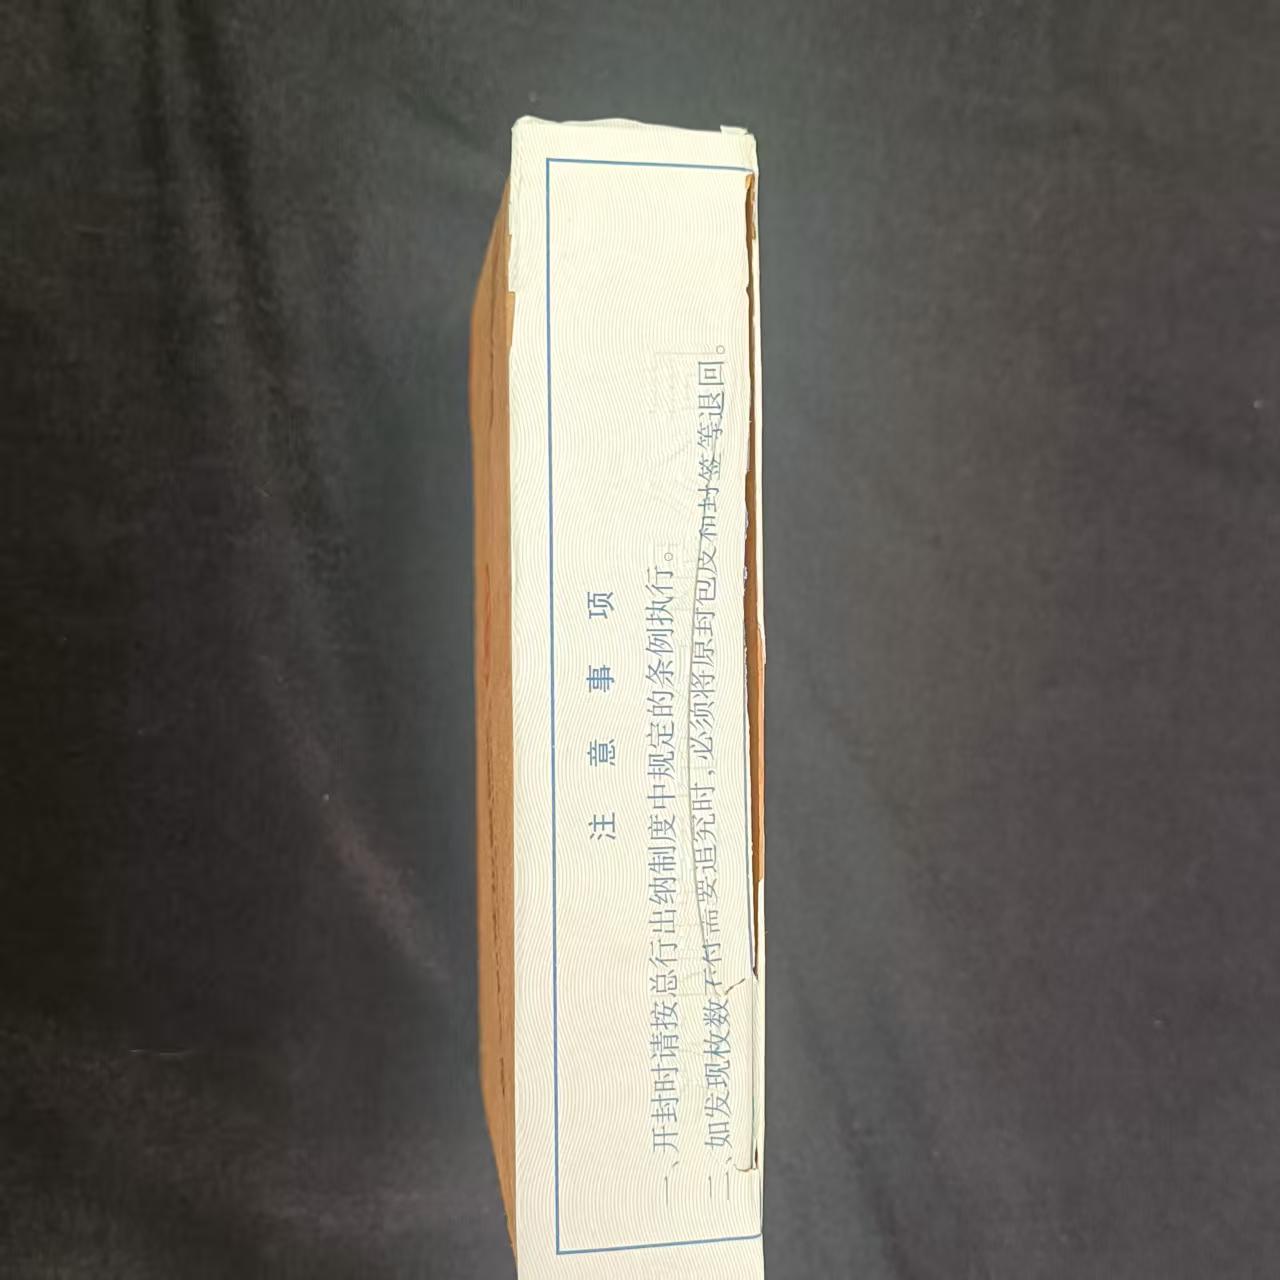 注意事项
一、开封时请按总行出纳制度中规定的条例执行。
二、如发现枚数不符需要追究时,必须将原封包皮和封签等退回。